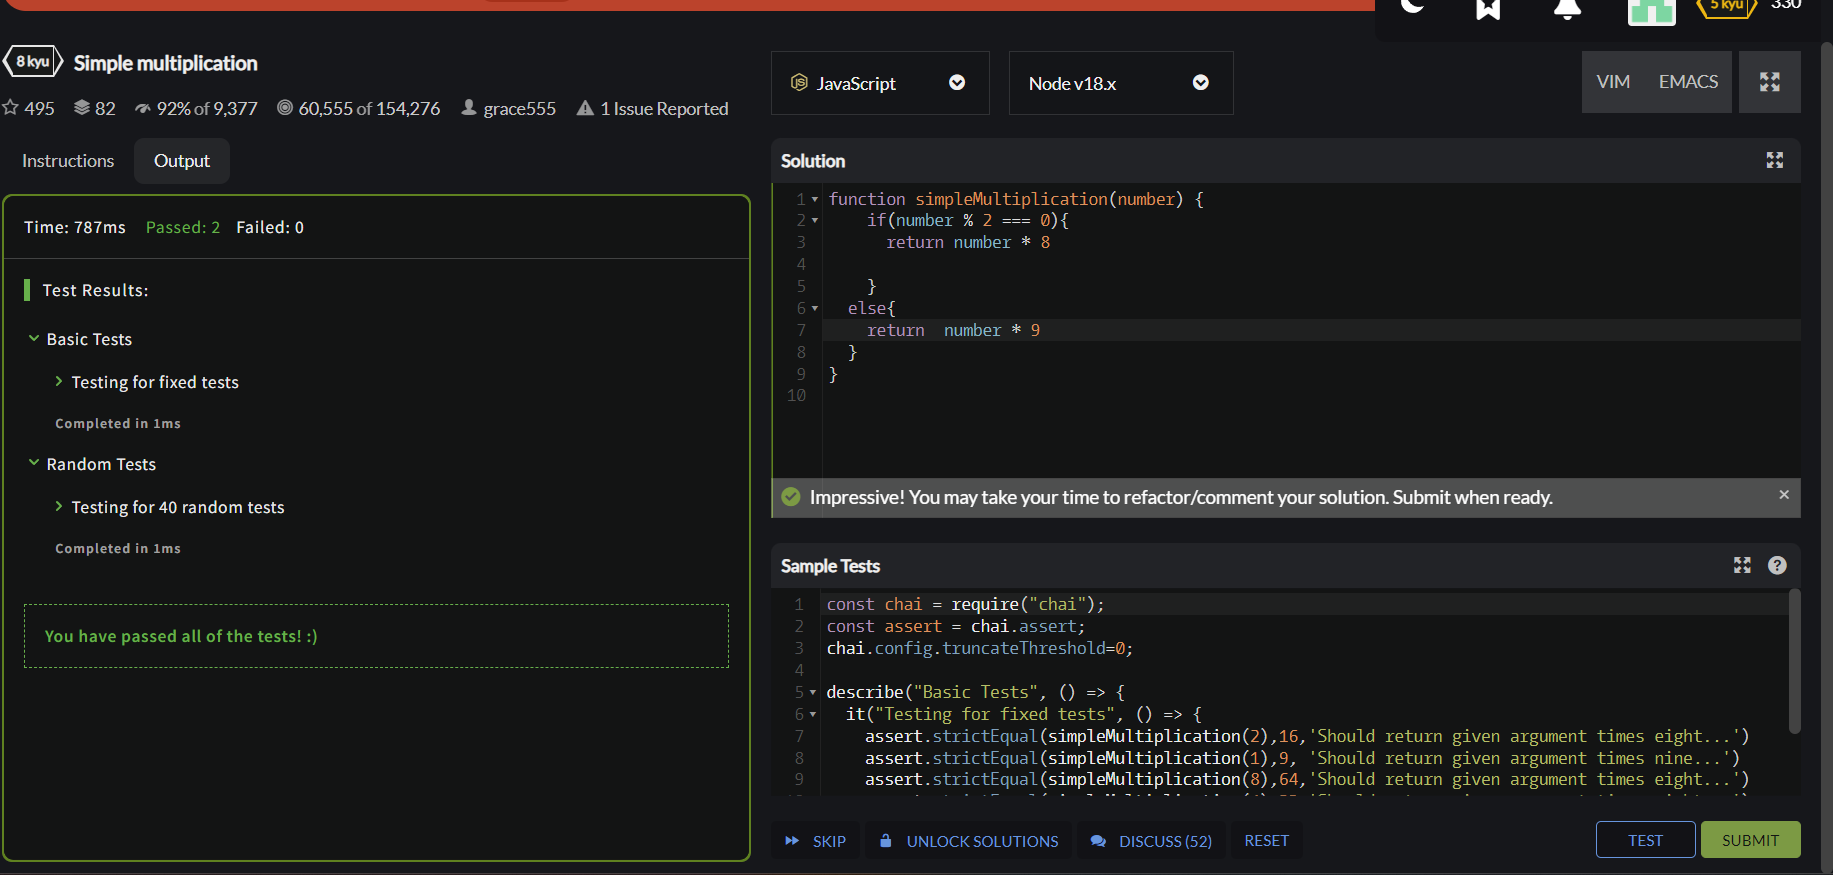 5 kyu 330
8 kyu Simple multiplication
495 82 92% of 9,377 60,555 of 154,276 grace555 1 Issue Reported
Instructions Output
Time: 787ms Passed: 2 Failed: 0
Test Results:
Basic Tests
Testing for fixed tests
Completed in 1ms
Random Tests
Testing for 40 random tests
Completed in 1ms
You have passed all of the tests! :)
JS JavaScript Node v18.x VIM EMACS
Solution
1 function simpleMultiplication(number) {
2 if(number % 2 === 0){
3 return number * 8
4
5 }
6 else{
7 return  number * 9
8 }
9 }
10
Impressive! You may take your time to refactor/comment your solution. Submit when ready. ×
Sample Tests ?
1 const chai = require("chai");
2 const assert = chai.assert;
3 chai.config.truncateThreshold=0;
4
5 describe("Basic Tests", () => {
6 it("Testing for fixed tests", () => {
7 assert.strictEqual(simpleMultiplication(2),16,'Should return given argument times eight...')
8 assert.strictEqual(simpleMultiplication(1),9, 'Should return given argument times nine...')
9 assert.strictEqual(simpleMultiplication(8),64,'Should return given argument times eight...')
SKIP UNLOCK SOLUTIONS DISCUSS (52) RESET TEST SUBMIT